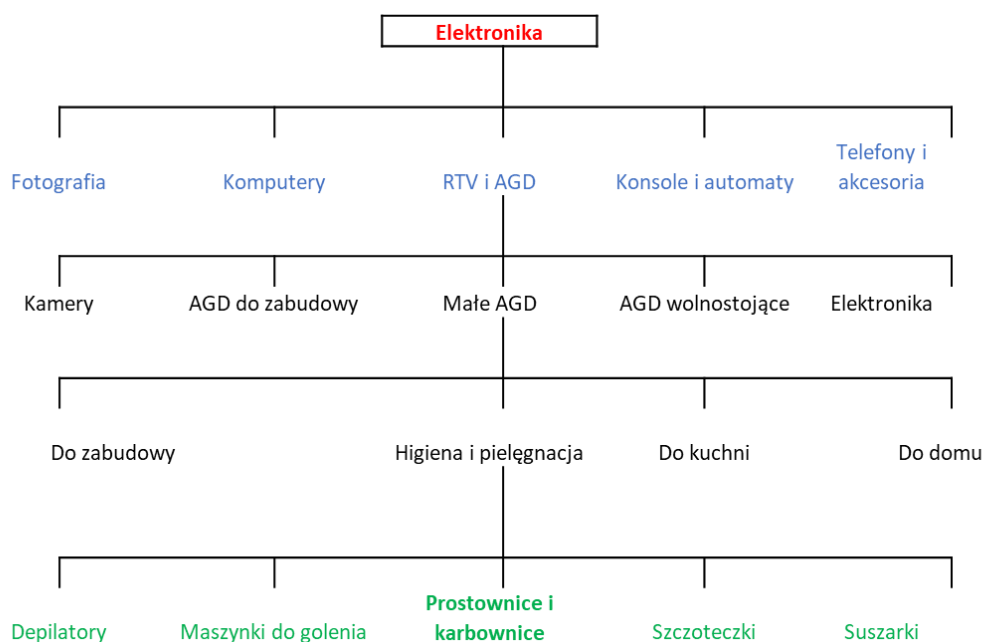 Elektronika
Fotografia
Komputery
RTV i AGD
Konsole i automaty
Telefony i
akcesoria
Kamery
AGD do zabudowy
Małe AGD
AGD wolnostojące
Elektronika
Do zabudowy
Higiena i pielęgnacja
Do kuchni
Do domu
Depilatory
Maszynki do golenia
Prostownice i
karbownice
Szczoteczki
Suszarki